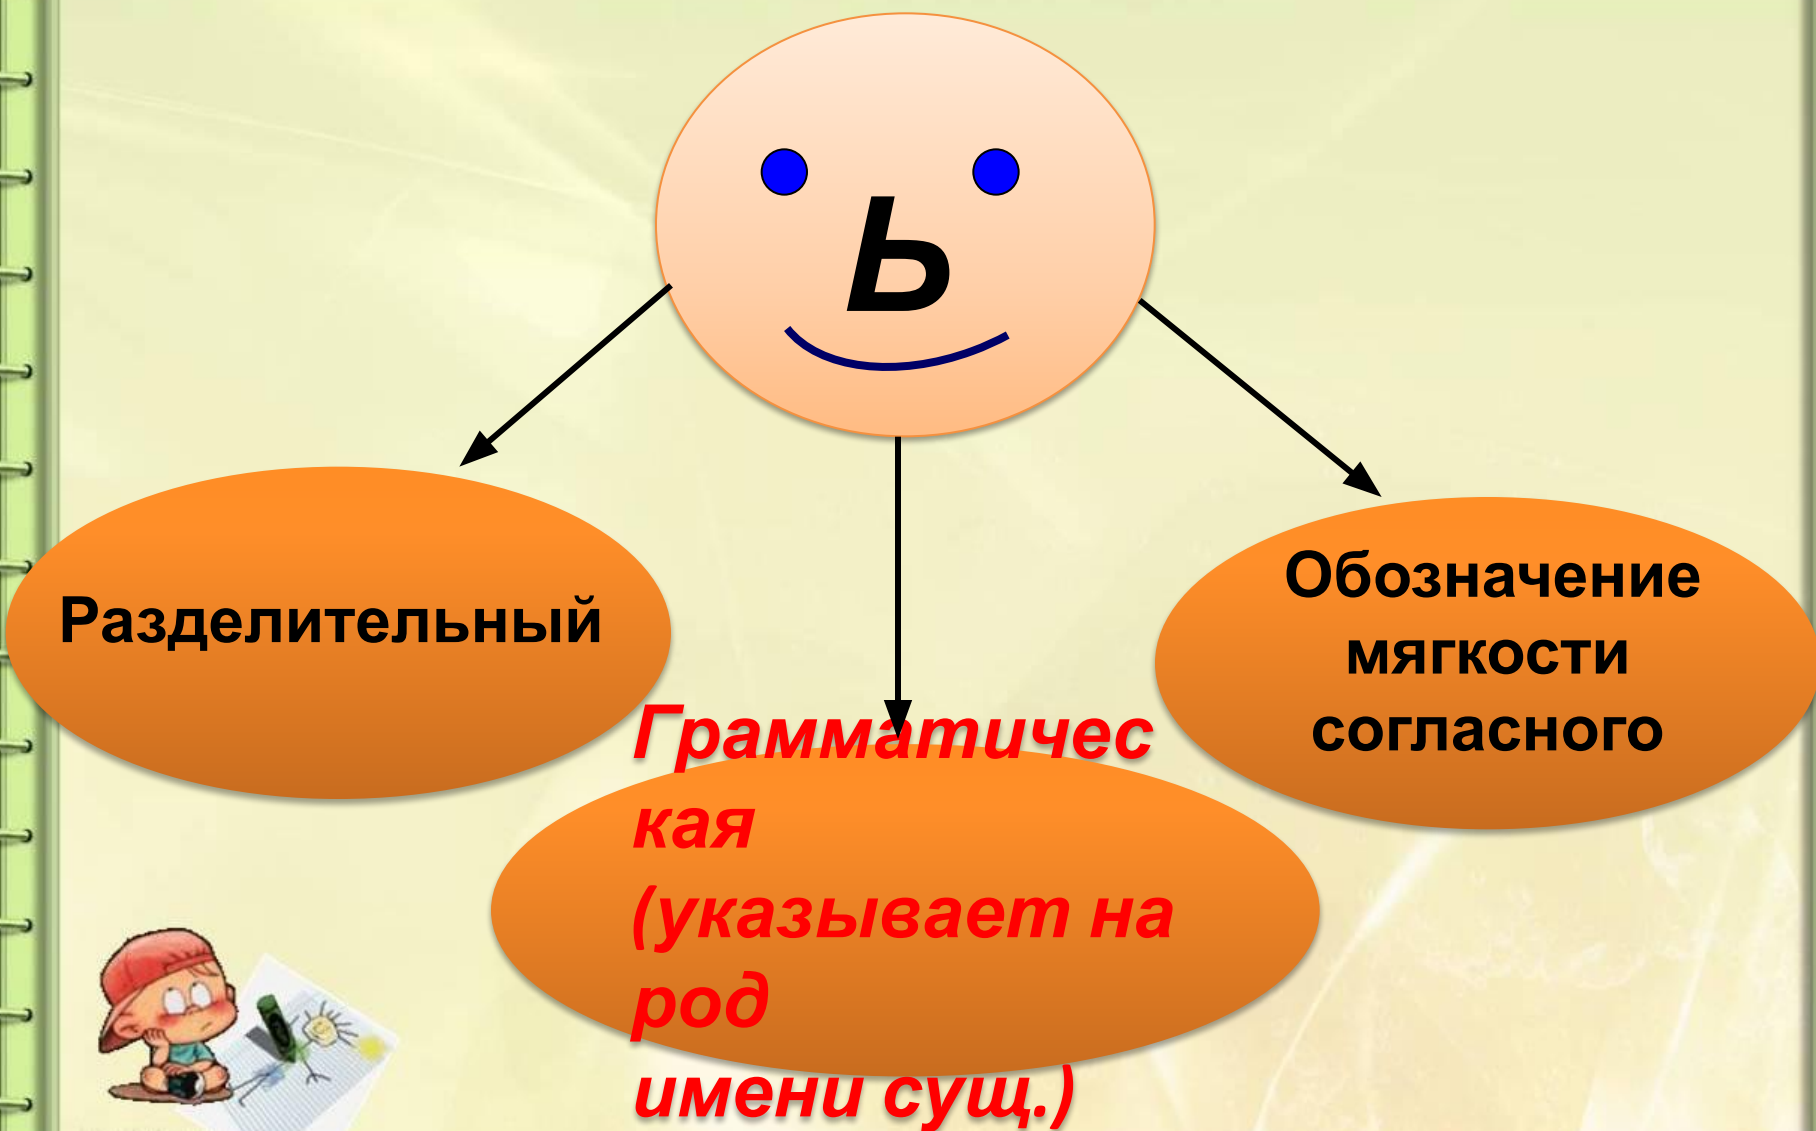 Ь
Разделительный
Обозначение
мягкости
согласного
Грамматичес
кая
(указывает на
род
имени сущ.)